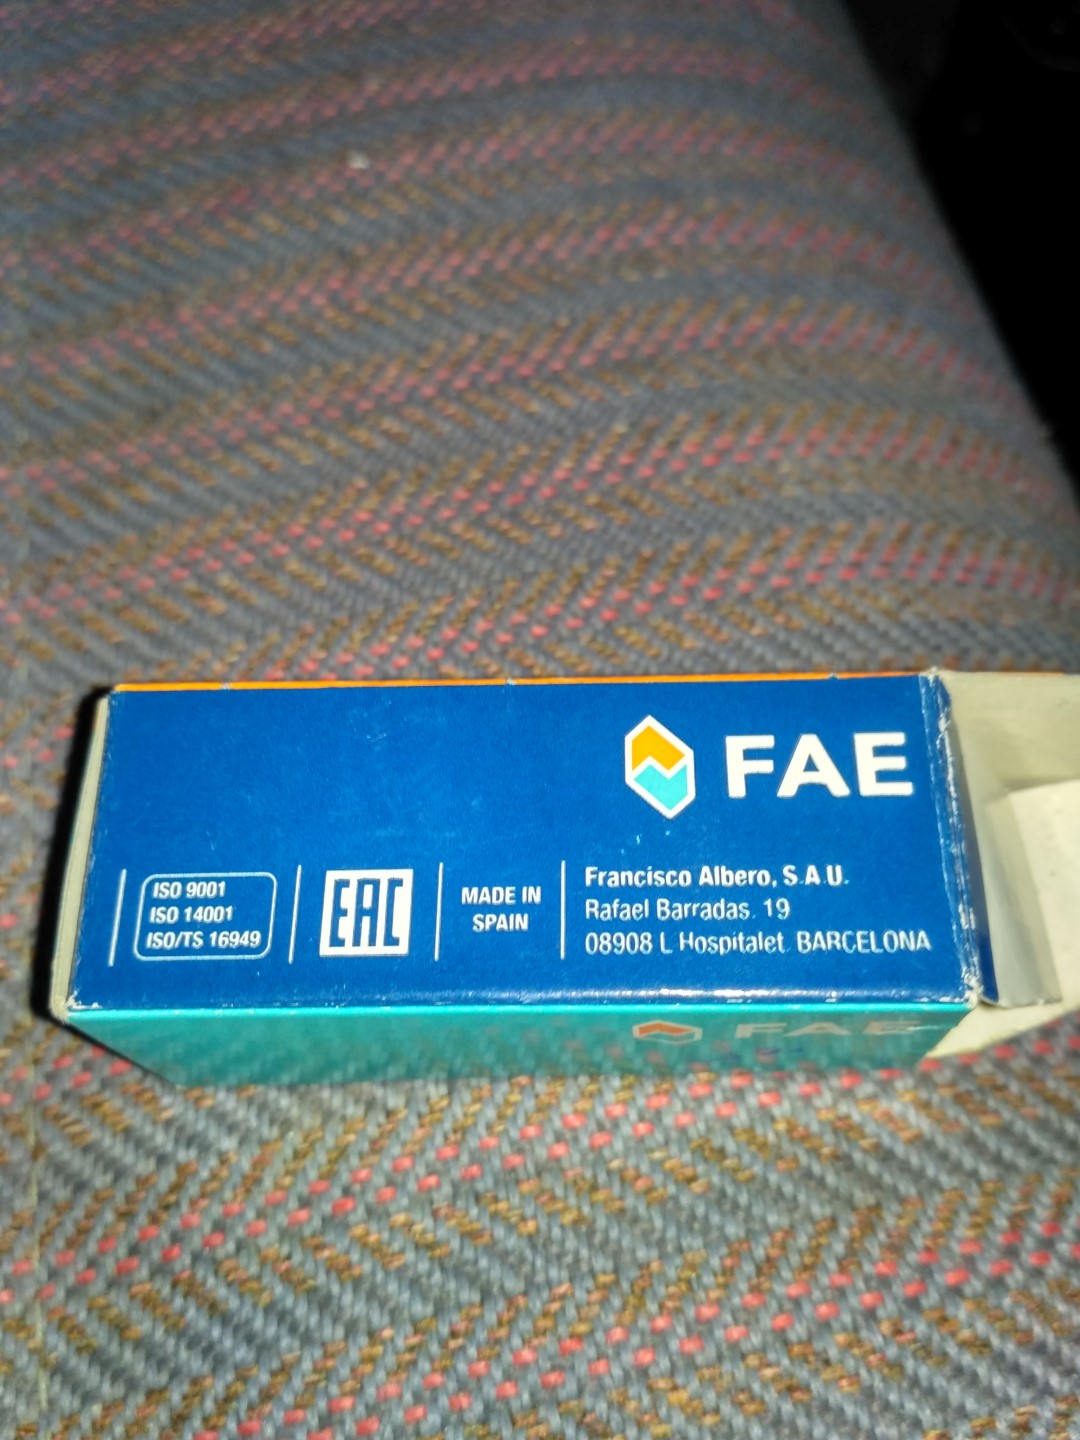 FAE
ISO 9001
ISO 14001
ISO/TS 16949
EAC
MADE IN
SPAIN
Francisco Albero, S.A.U.
Rafael Barradas, 19
08908 L'Hospitalet. BARCELONA
FAE